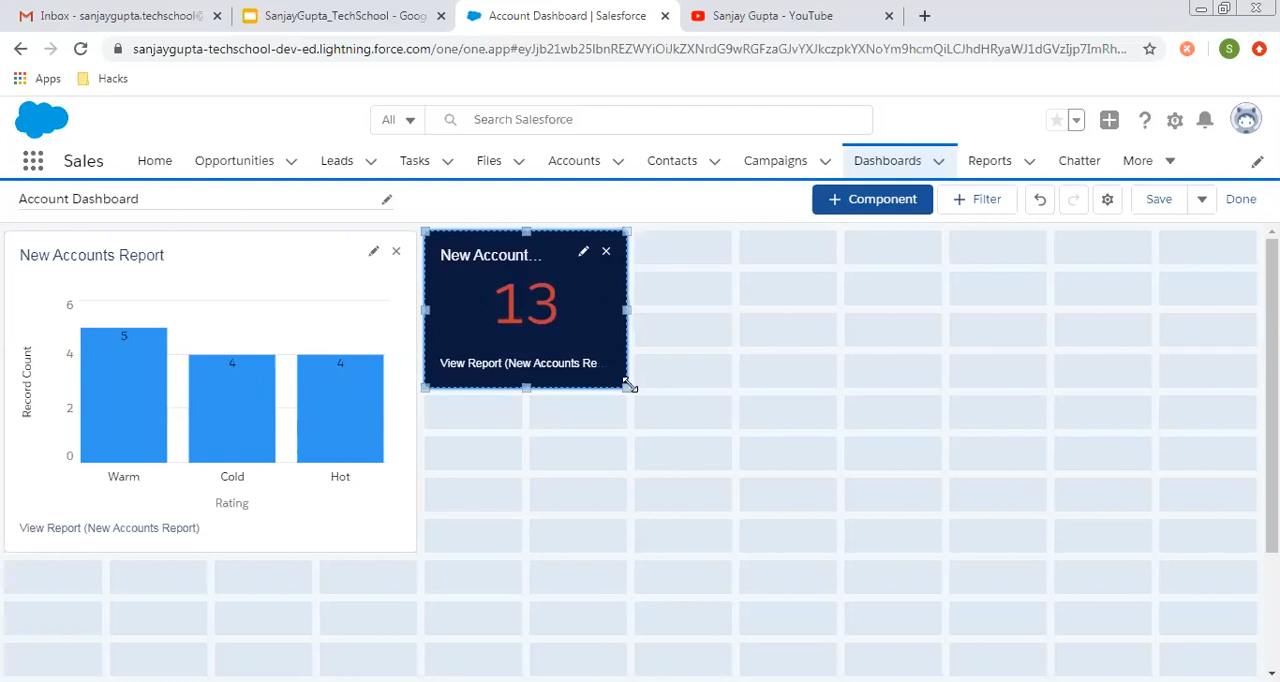 Inbox - sanjaygupta.techschool@
SanjayGupta_TechSchool - Goog
Account Dashboard | Salesforce
Sanjay Gupta - YouTube
sanjaygupta-techschool-dev-ed.lightning.force.com/one/one.app#
Apps
Hacks
S
All
Search Salesforce
Sales
Home
Opportunities
Leads
Tasks
Files
Accounts
Contacts
Campaigns
Dashboards
Reports
Chatter
More
Account Dashboard
+ Component
+ Filter
Save
Done
New Accounts Report
6
4
2
0
Record Count
5
4
4
Warm
Cold
Hot
Rating
View Report (New Accounts Report)
New Account...
13
View Report (New Accounts Re...